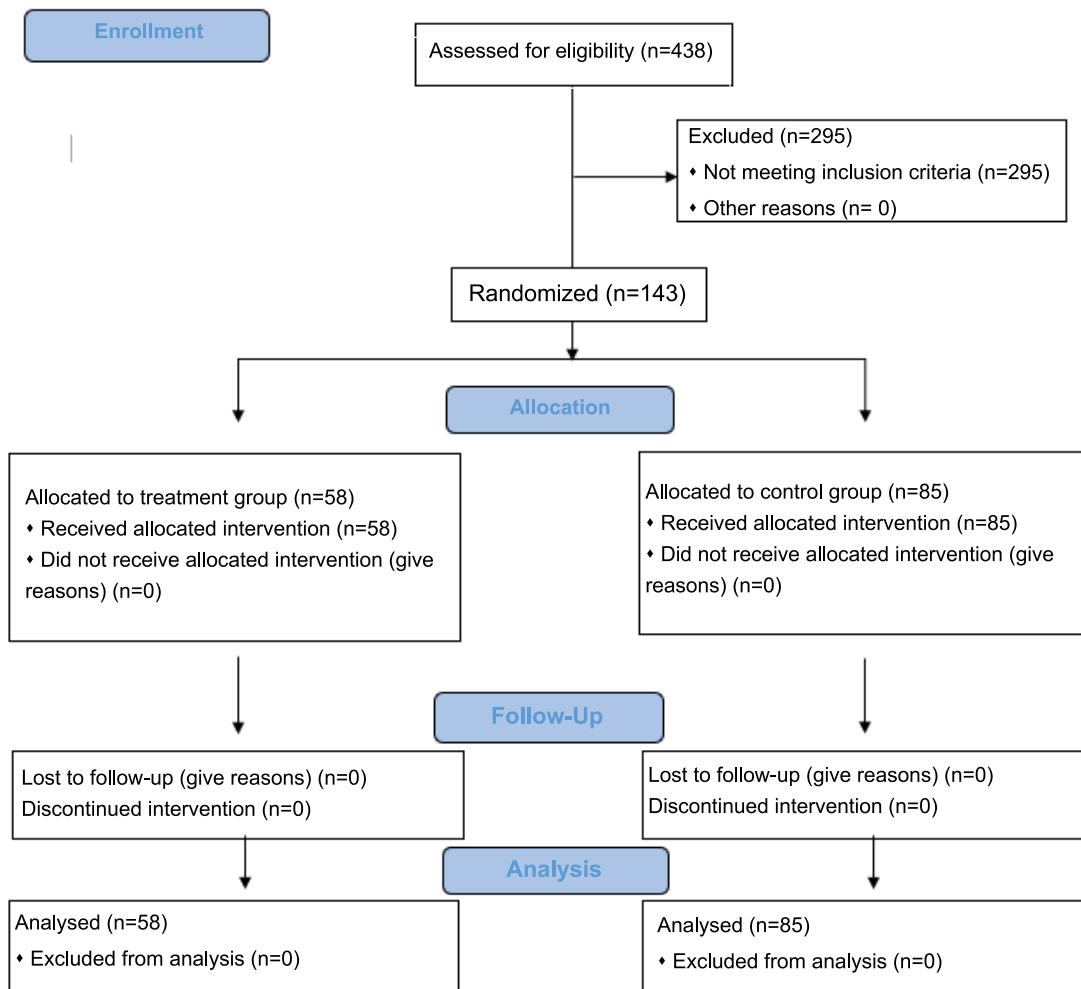 Enrollment
Assessed for eligibility (n=438)
Excluded (n=295)
♦ Not meeting inclusion criteria (n=295)
♦ Other reasons (n= 0)
Randomized (n=143)
Allocation
Allocated to treatment group (n=58)
♦ Received allocated intervention (n=58)
♦ Did not receive allocated intervention (give
reasons) (n=0)
Allocated to control group (n=85)
♦ Received allocated intervention (n=85)
♦ Did not receive allocated intervention (give
reasons) (n=0)
Follow-Up
Lost to follow-up (give reasons) (n=0)
Discontinued intervention (n=0)
Lost to follow-up (give reasons) (n=0)
Discontinued intervention (n=0)
Analysis
Analysed (n=58)
♦ Excluded from analysis (n=0)
Analysed (n=85)
♦ Excluded from analysis (n=0)